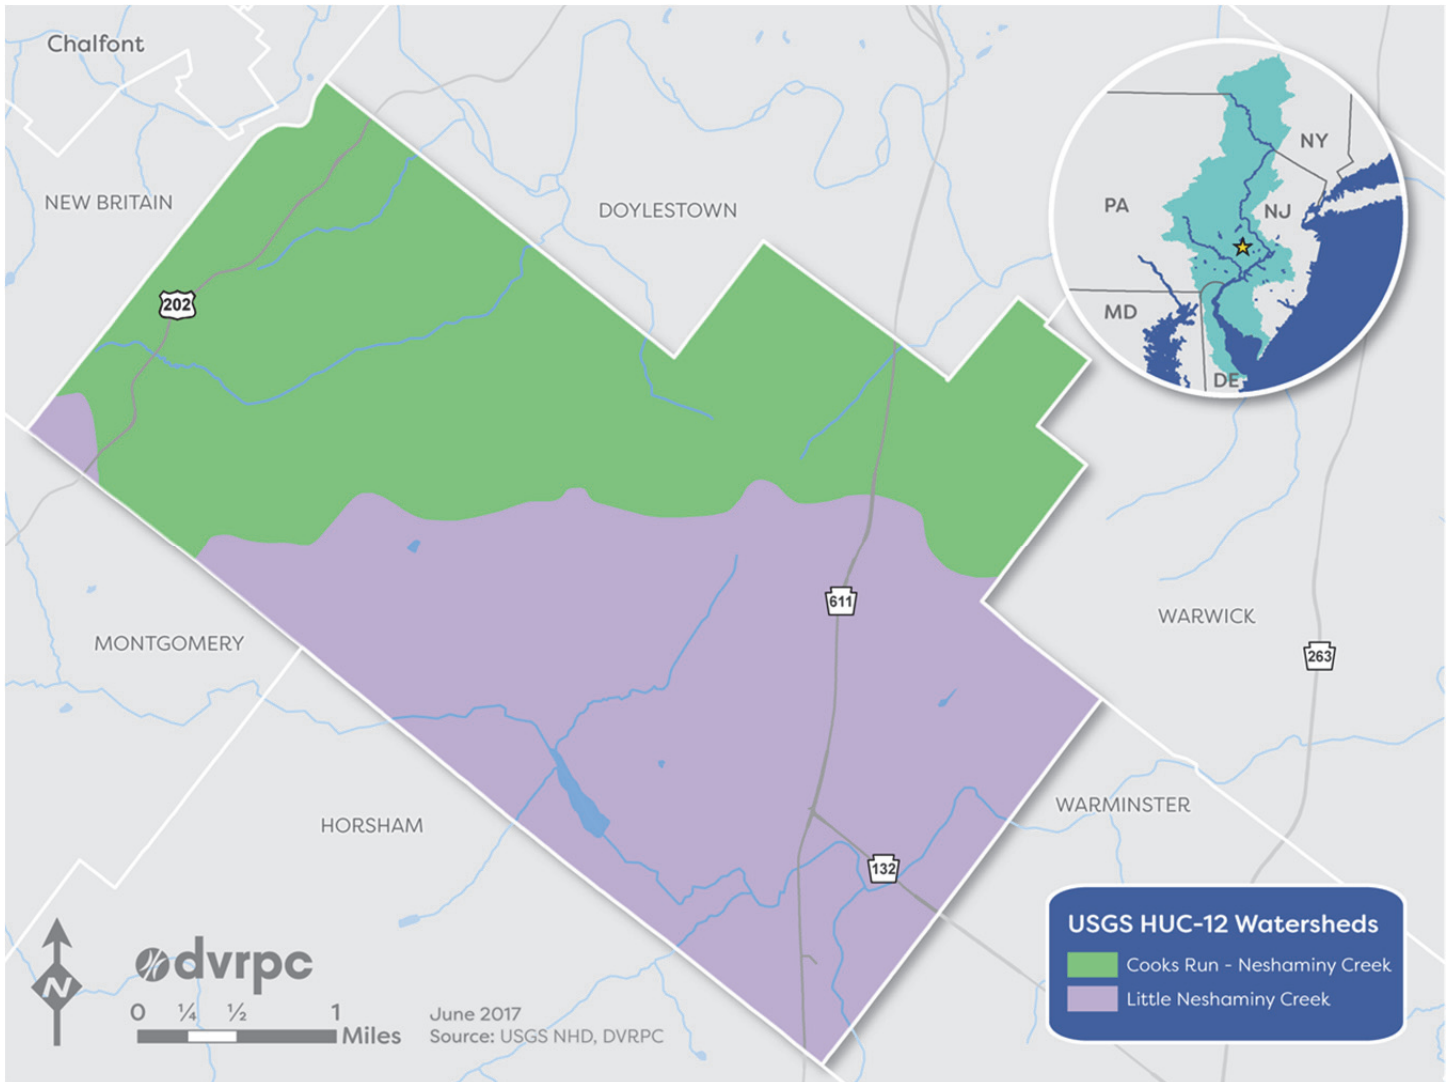 Chalfont
NEW BRITAIN
DOYLESTOWN
202
PA
NY
NJ
MD
DE
611
WARWICK
263
MONTGOMERY
HORSHAM
WARMINSTER
132
USGS HUC-12 Watersheds
Cooks Run - Neshaminy Creek
Little Neshaminy Creek
N
dvrpc
0 ¼ ½ 1
Miles
June 2017
Source: USGS NHD, DVRPC